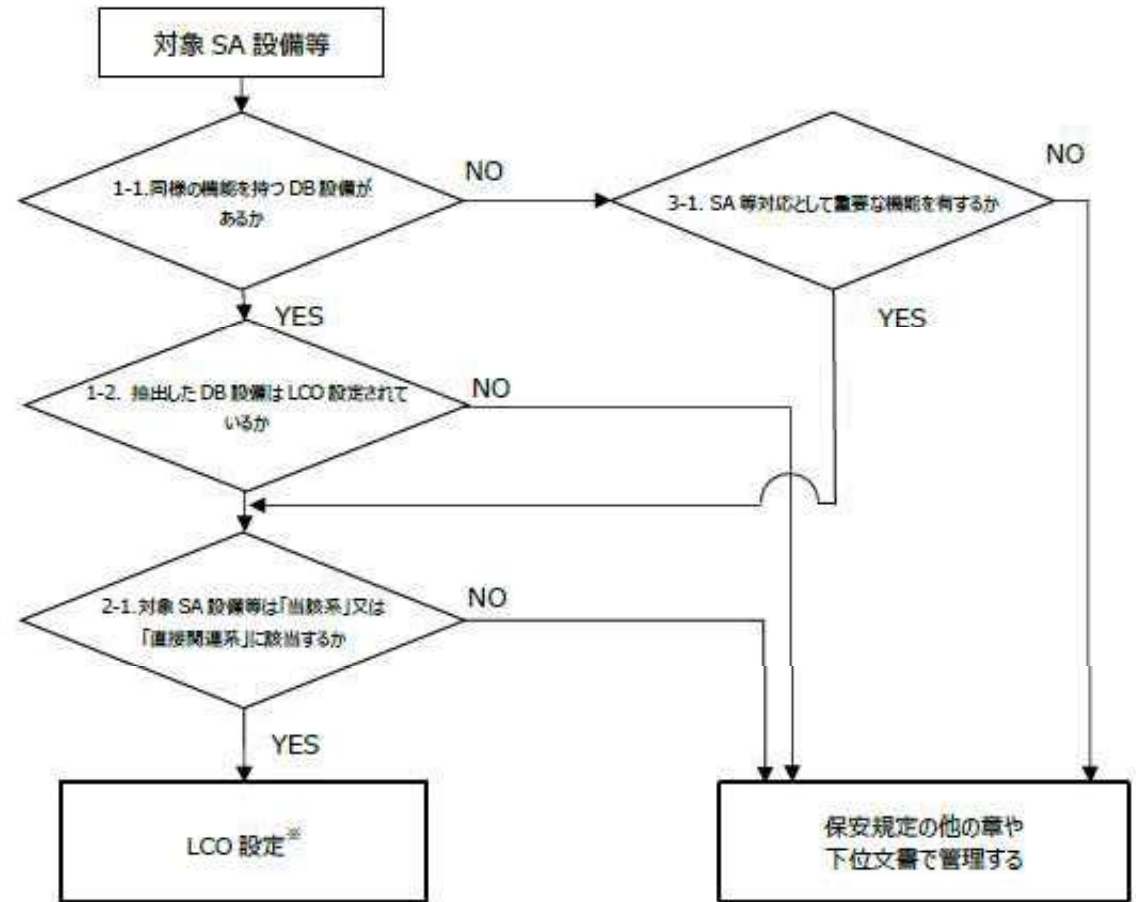 対象 SA 設備等
1-1.同様の機能を持つ DB 設備が
あるか
NO
3-1. SA 等対応として重要な機能を有するか
NO
YES
YES
1-2. 抽出した DB 設備は LCO 設定されて
いるか
NO
2-1.対象 SA 設備等は「当該系」又は
「直接関連系」に該当するか
NO
YES
LCO 設定※
保安規定の他の章や
下位文書で管理する